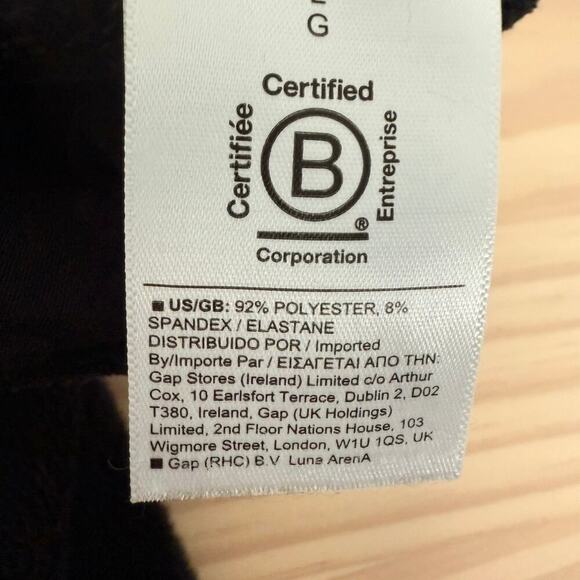 G
Certified
Certifiée
B
®
Entreprise
Corporation
US/GB: 92% POLYESTER, 8%
SPANDEX / ELASTANE
DISTRIBUIDO POR / Imported
By/Importe Par / ΕΙΣΑΓΕΤΑΙ ΑΠΟ ΤΗΝ:
Gap Stores (Ireland) Limited c/o Arthur
Cox, 10 Earlsfort Terrace, Dublin 2, D02
T380, Ireland, Gap (UK Holdings)
Limited, 2nd Floor Nations House, 103
Wigmore Street, London, W1U 1QS, UK
Gap (RHC) B.V Luna ArenA